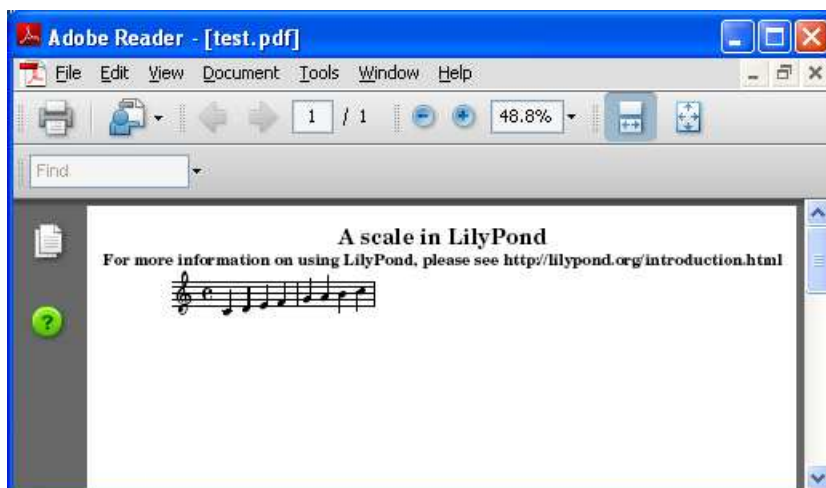 Adobe Reader - [test.pdf]
File Edit View Document Tools Window Help
1 / 1 48.8%
Find
A scale in LilyPond
For more information on using LilyPond, please see http://lilypond.org/introduction.html